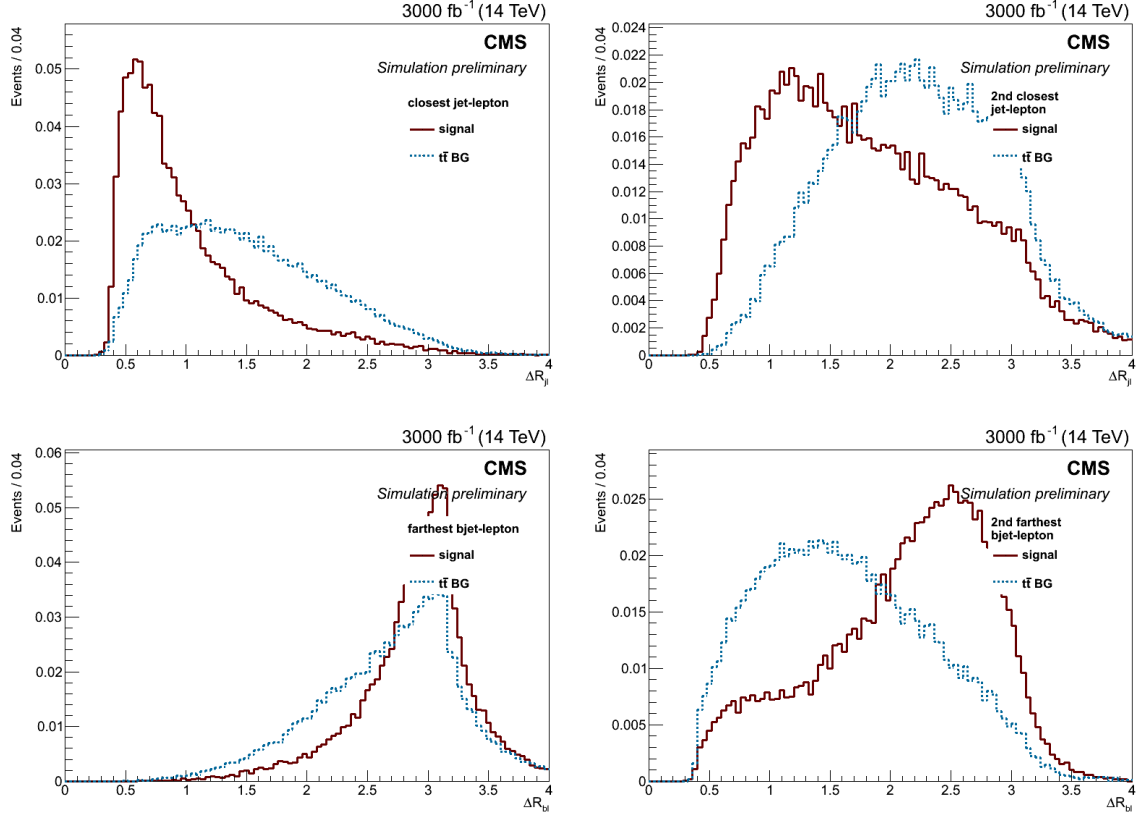 3000 fb⁻¹ (14 TeV)
Events / 0.04
CMS
Simulation preliminary
closest jet-lepton
signal
tt̄ BG
0.05
0.04
0.03
0.02
0.01
0
0 0.5 1 1.5 2 2.5 3 3.5 4
ΔR_jl
3000 fb⁻¹ (14 TeV)
Events / 0.04
CMS
Simulation preliminary
2nd closest
jet-lepton
signal
tt̄ BG
0.024
0.022
0.02
0.018
0.016
0.014
0.012
0.01
0.008
0.006
0.004
0.002
0
0 0.5 1 1.5 2 2.5 3 3.5 4
ΔR_jl
3000 fb⁻¹ (14 TeV)
Events / 0.04
CMS
Simulation preliminary
farthest bjet-lepton
signal
tt̄ BG
0.06
0.05
0.04
0.03
0.02
0.01
0
0 0.5 1 1.5 2 2.5 3 3.5 4
ΔR_bl
3000 fb⁻¹ (14 TeV)
Events / 0.04
CMS
Simulation preliminary
2nd farthest
bjet-lepton
signal
tt̄ BG
0.025
0.02
0.015
0.01
0.005
0
0 0.5 1 1.5 2 2.5 3 3.5 4
ΔR_bl